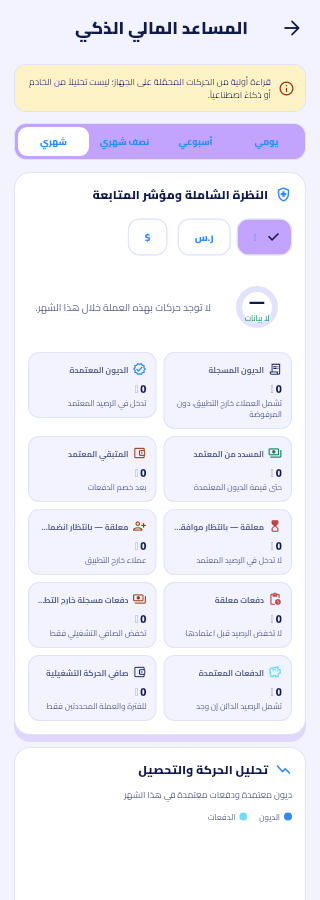 المساعد المالي الذكي
قراءة أولية من الحركات المحمّلة على الجهاز؛ ليست تحليلاً من الخادم
أو ذكاءً اصطناعياً.
يومي
أسبوعي
نصف شهري
شهري
النظرة الشاملة ومؤشر المتابعة
ر.س
$
—
لا بيانات
لا توجد حركات بهذه العملة خلال هذا الشهر.
الديون المسجلة
0
تشمل العملاء خارج التطبيق، دون
المرفوضة
الديون المعتمدة
0
تدخل في الرصيد المعتمد
المسدد من المعتمد
0
حتى قيمة الديون المعتمدة
المتبقي المعتمد
0
بعد خصم الدفعات
معلقة — بانتظار موافق...
0
لا تدخل في الرصيد المعتمد
معلقة — بانتظار انضما...
0
عملاء خارج التطبيق
دفعات معلقة
0
لا تخفض الرصيد قبل اعتمادها
دفعات مسجلة خارج التط...
0
تخفض الصافي التشغيلي فقط
الدفعات المعتمدة
0
تشمل الرصيد الدائن إن وجد
صافي الحركة التشغيلية
0
للفترة والعملة المحددتين فقط
تحليل الحركة والتحصيل
ديون معتمدة ودفعات معتمدة في هذا الشهر
الديون
الدفعات